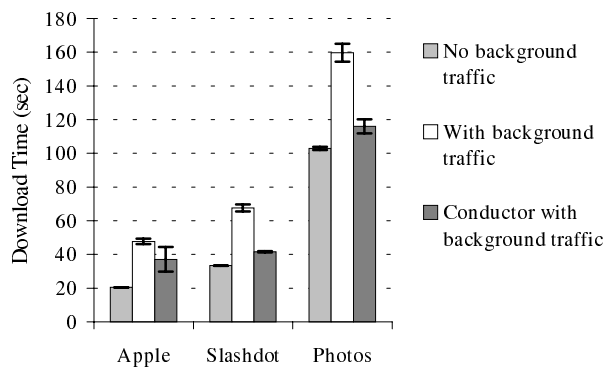 180
160
140
120
100
80
60
40
20
0
Download Time (sec)
Apple
Slashdot
Photos
No background
traffic
With background
traffic
Conductor with
background traffic